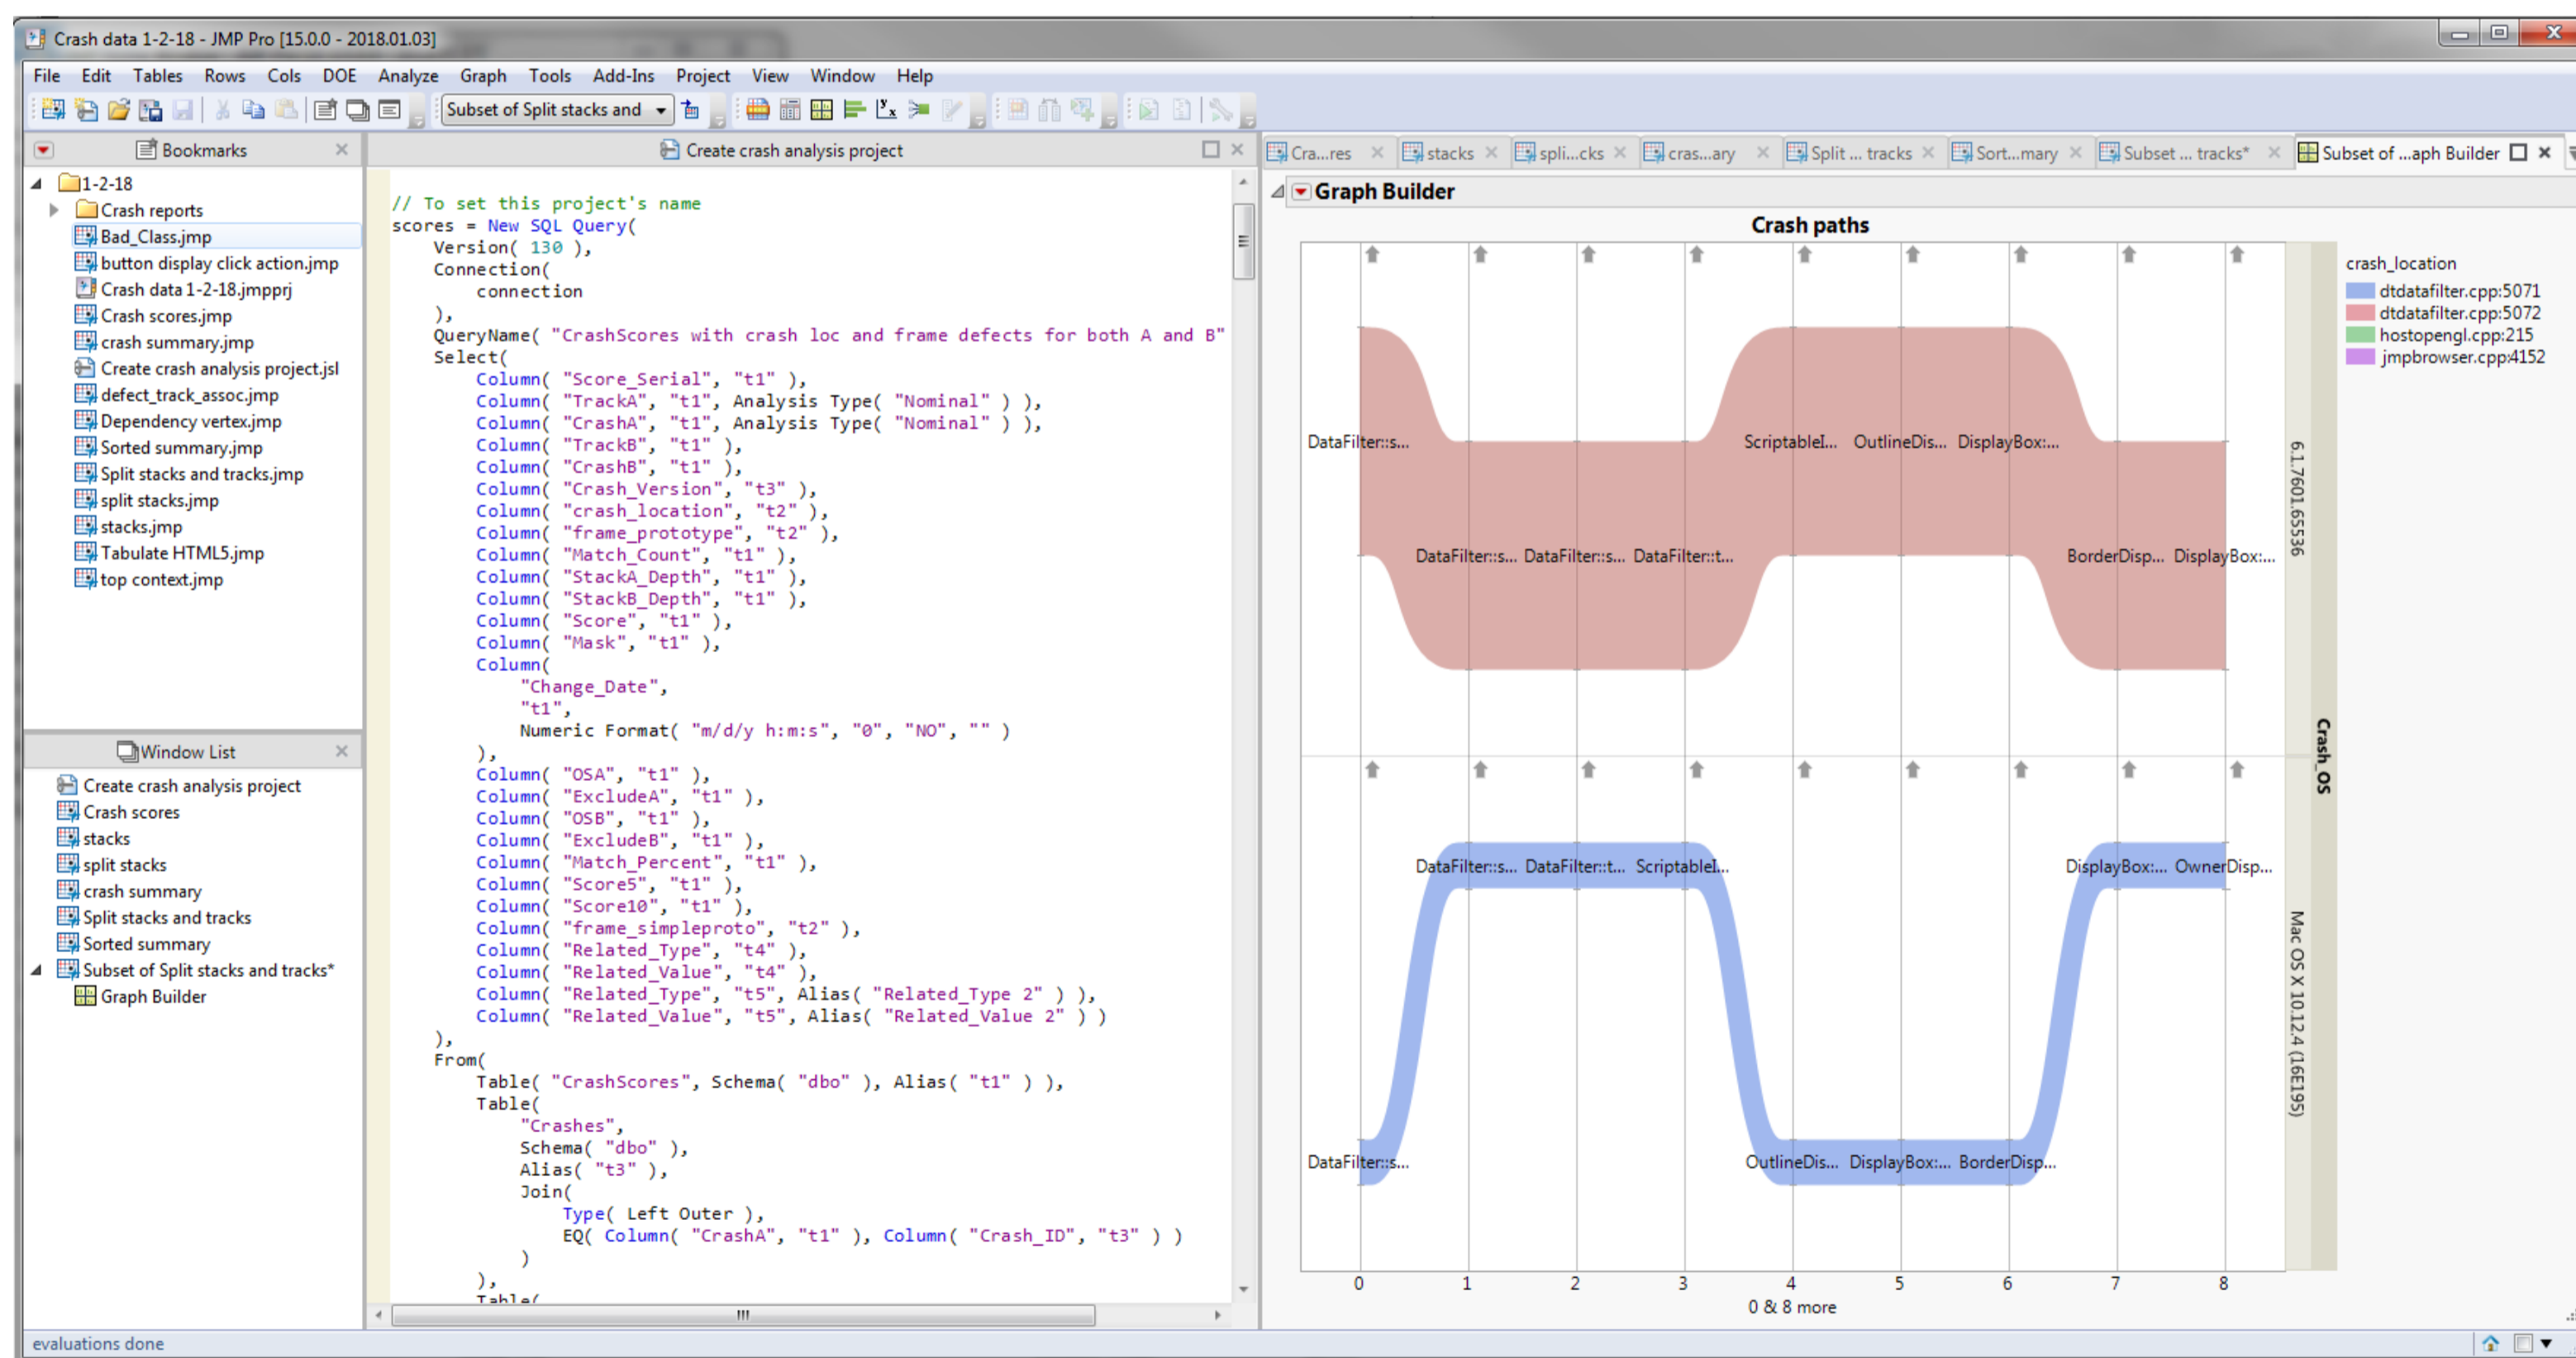 Crash data 1-2-18 - JMP Pro [15.0.0 - 2018.01.03]
File Edit Tables Rows Cols DOE Analyze Graph Tools Add-Ins Project View Window Help
Subset of Split stacks and
Bookmarks
1-2-18
Crash reports
Bad_Class.jmp
button display click action.jmp
Crash data 1-2-18.jmpprj
Crash scores.jmp
crash summary.jmp
Create crash analysis project.jsl
defect_track_assoc.jmp
Dependency vertex.jmp
Sorted summary.jmp
Split stacks and tracks.jmp
split stacks.jmp
stacks.jmp
Tabulate HTML5.jmp
top context.jmp
Window List
Create crash analysis project
Crash scores
stacks
split stacks
crash summary
Split stacks and tracks
Sorted summary
Subset of Split stacks and tracks*
Graph Builder
Create crash analysis project
// To set this project's name
scores = New SQL Query(
Version( 130 ),
Connection(
connection
),
QueryName( "CrashScores with crash loc and frame defects for both A and B"
Select(
Column( "Score_Serial", "t1" ),
Column( "TrackA", "t1", Analysis Type( "Nominal" ) ),
Column( "CrashA", "t1", Analysis Type( "Nominal" ) ),
Column( "TrackB", "t1" ),
Column( "CrashB", "t1" ),
Column( "Crash_Version", "t3" ),
Column( "crash_location", "t2" ),
Column( "frame_prototype", "t2" ),
Column( "Match_Count", "t1" ),
Column( "StackA_Depth", "t1" ),
Column( "StackB_Depth", "t1" ),
Column( "Score", "t1" ),
Column( "Mask", "t1" ),
Column(
"Change_Date",
"t1",
Numeric Format( "m/d/y h:m:s", "0", "NO", "" )
),
Column( "OSA", "t1" ),
Column( "ExcludeA", "t1" ),
Column( "OSB", "t1" ),
Column( "ExcludeB", "t1" ),
Column( "Match_Percent", "t1" ),
Column( "Score5", "t1" ),
Column( "Score10", "t1" ),
Column( "frame_simpleproto", "t2" ),
Column( "Related_Type", "t4" ),
Column( "Related_Value", "t4" ),
Column( "Related_Type", "t5", Alias( "Related_Type 2" ) ),
Column( "Related_Value", "t5", Alias( "Related_Value 2" ) )
),
From(
Table( "CrashScores", Schema( "dbo" ), Alias( "t1" ) ),
Table(
"Crashes",
Schema( "dbo" ),
Alias( "t3" ),
Join(
Type( Left Outer ),
EQ( Column( "CrashA", "t1" ), Column( "Crash_ID", "t3" ) )
)
),
Table(
Cra...res stacks spli...cks cras...ary Split ... tracks Sort...mary Subset ... tracks* Subset of ...aph Builder
Graph Builder
Crash paths
DataFilter::s... ScriptableI... OutlineDis... DisplayBox:...
DataFilter::s... DataFilter::s... DataFilter::t... BorderDisp... DisplayBox:...
6.1.7601.65536
DataFilter::s... DataFilter::t... ScriptableI... DisplayBox:... OwnerDisp...
DataFilter::s... OutlineDis... DisplayBox:... BorderDisp...
Mac OS X 10.12.4 (16E195)
Crash_OS
0 1 2 3 4 5 6 7 8
0 & 8 more
crash_location
dtdatafilter.cpp:5071
dtdatafilter.cpp:5072
hostopengl.cpp:215
jmpbrowser.cpp:4152
evaluations done